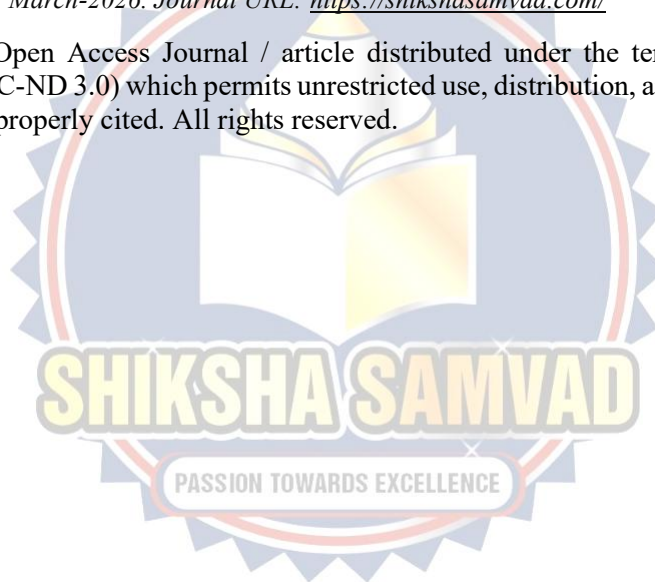 March-2026. Journal URL: https://shikshasamvad.com/
Open Access Journal / article distributed under the
C-ND 3.0) which permits unrestricted use, distribution,
properly cited. All rights reserved.
SHIKSHA SAMVAD
PASSION TOWARDS EXCELLENCE